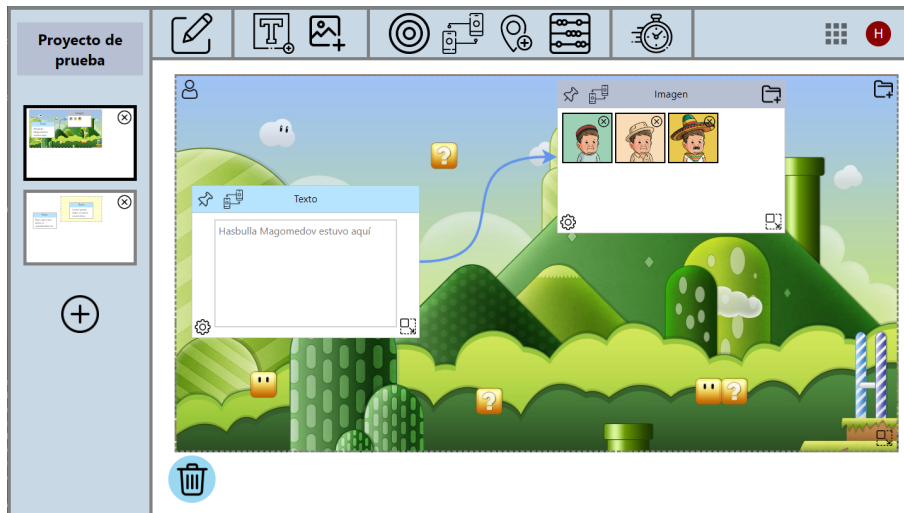 Proyecto de
prueba
H
Imagen
Texto
Hasbulla Magomedov estuvo aquí
?
?
?